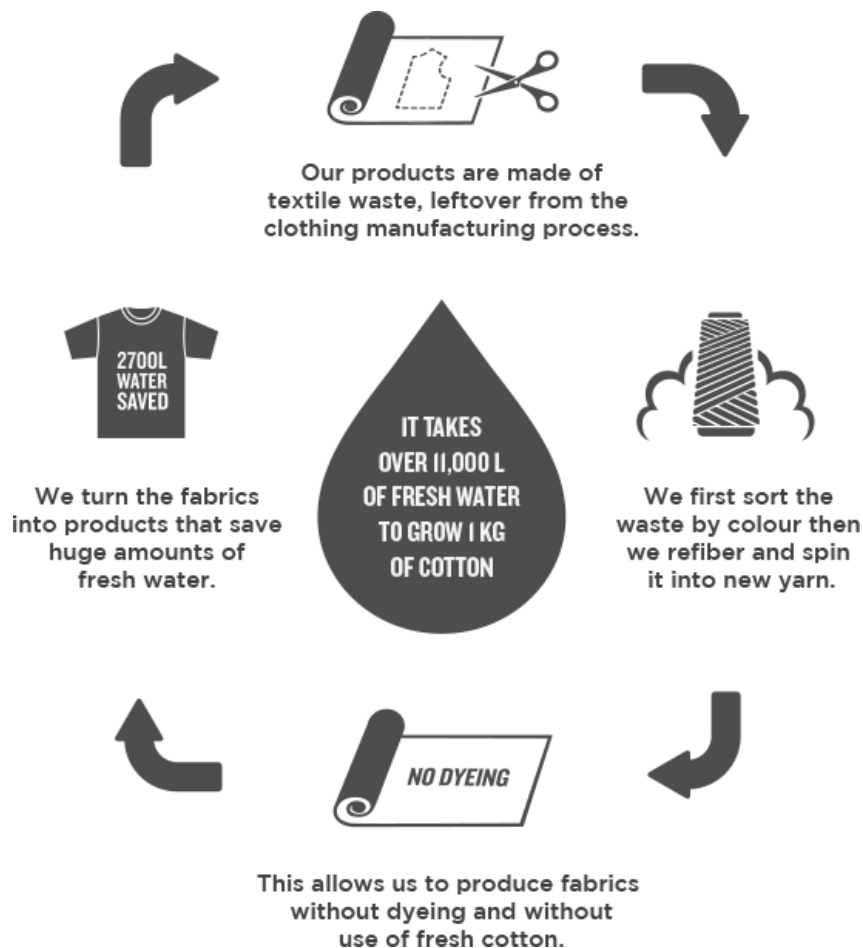 Our products are made of
textile waste, leftover from the
clothing manufacturing process.
2700L
WATER
SAVED
We turn the fabrics
into products that save
huge amounts of
fresh water.
IT TAKES
OVER 11,000 L
OF FRESH WATER
TO GROW 1 KG
OF COTTON
We first sort the
waste by colour then
we refiber and spin
it into new yarn.
NO DYEING
This allows us to produce fabrics
without dyeing and without
use of fresh cotton.